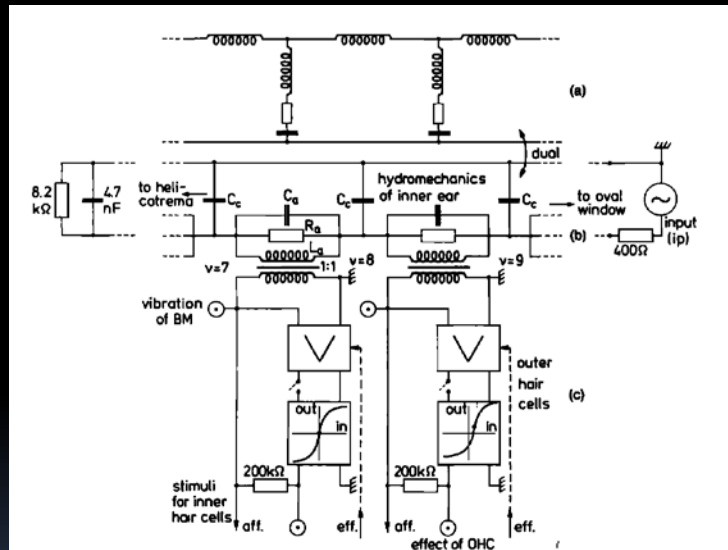 (a)
dual
8.2
kΩ
4.7
nF
to heli-
cotrema
Cc
Ca
Cc
hydromechanics
of inner ear
Cc
to oval
window
input
(ip)
Ra
(b)
400Ω
La
ν=7
1:1
ν=8
ν=9
vibration
of BM
V
V
outer
hair
cells
(c)
out
in
out
in
200kΩ
200kΩ
stimuli
for inner
hair cells
aff.
eff.
aff.
eff.
effect of OHC